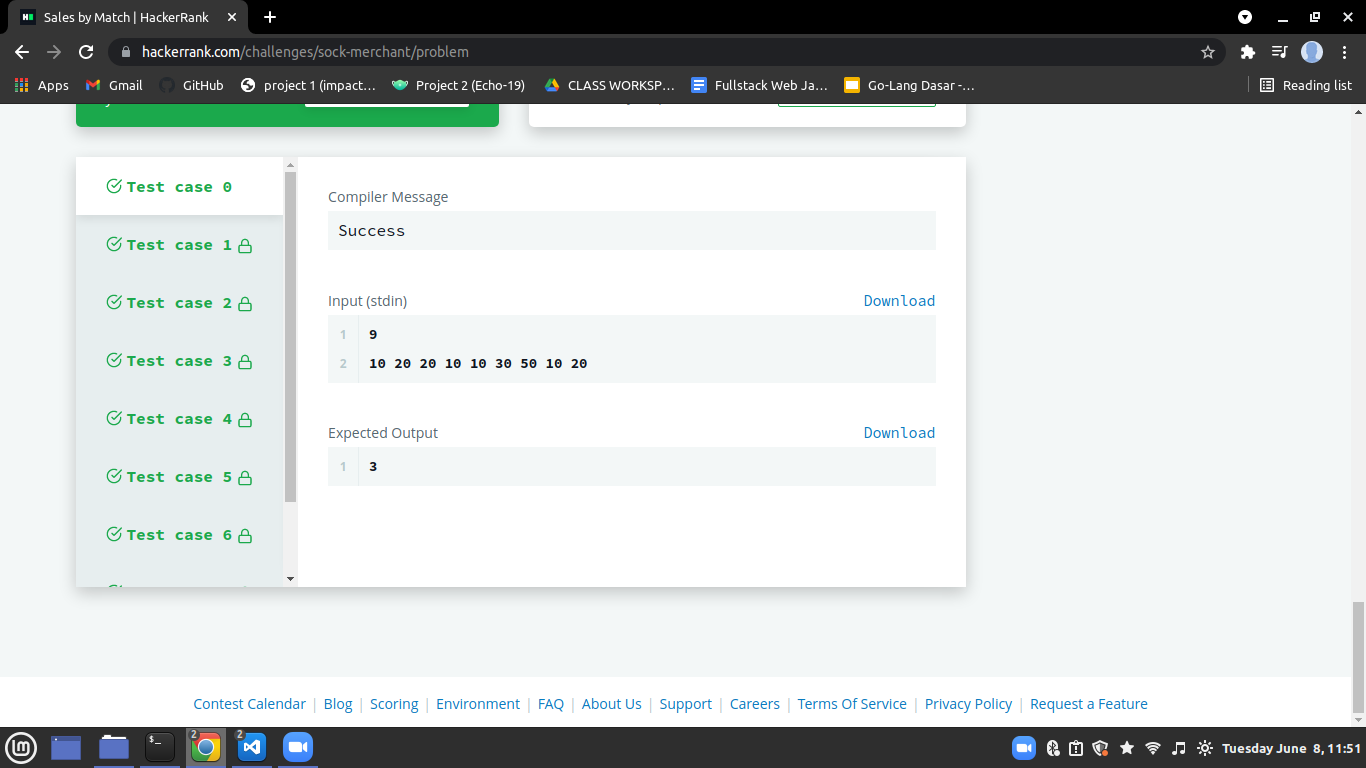 Sales by Match | HackerRank
hackerrank.com/challenges/sock-merchant/problem
Apps Gmail GitHub project 1 (impact... Project 2 (Echo-19) CLASS WORKSP... Fullstack Web Ja... Go-Lang Dasar -... Reading list
Test case 0
Test case 1
Test case 2
Test case 3
Test case 4
Test case 5
Test case 6
Compiler Message
Success
Input (stdin) Download
1 9
2 10 20 20 10 10 30 50 10 20
Expected Output Download
1 3
Contest Calendar | Blog | Scoring | Environment | FAQ | About Us | Support | Careers | Terms Of Service | Privacy Policy | Request a Feature
$_ 2 2 Tuesday June 8, 11:51